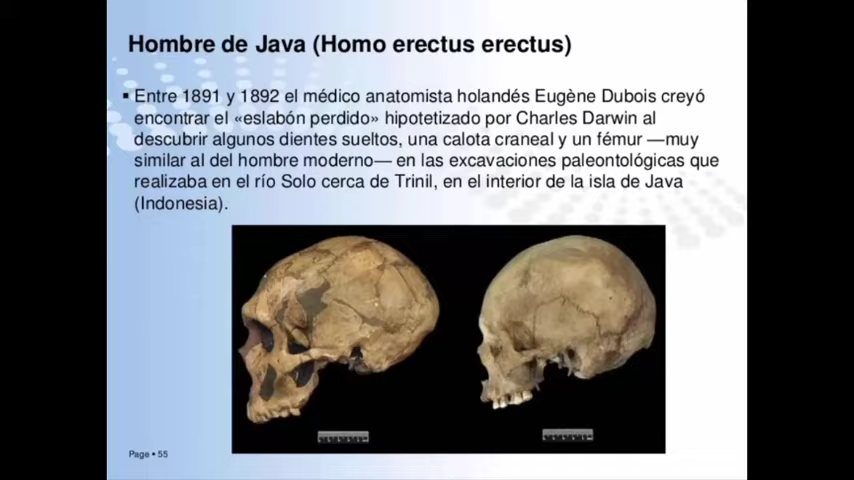 Hombre de Java (Homo erectus erectus)
▪ Entre 1891 y 1892 el médico anatomista holandés Eugène Dubois creyó
encontrar el «eslabón perdido» hipotetizado por Charles Darwin al
descubrir algunos dientes sueltos, una calota craneal y un fémur —muy
similar al del hombre moderno— en las excavaciones paleontológicas que
realizaba en el río Solo cerca de Trinil, en el interior de la isla de Java
(Indonesia).
Page ▪ 55